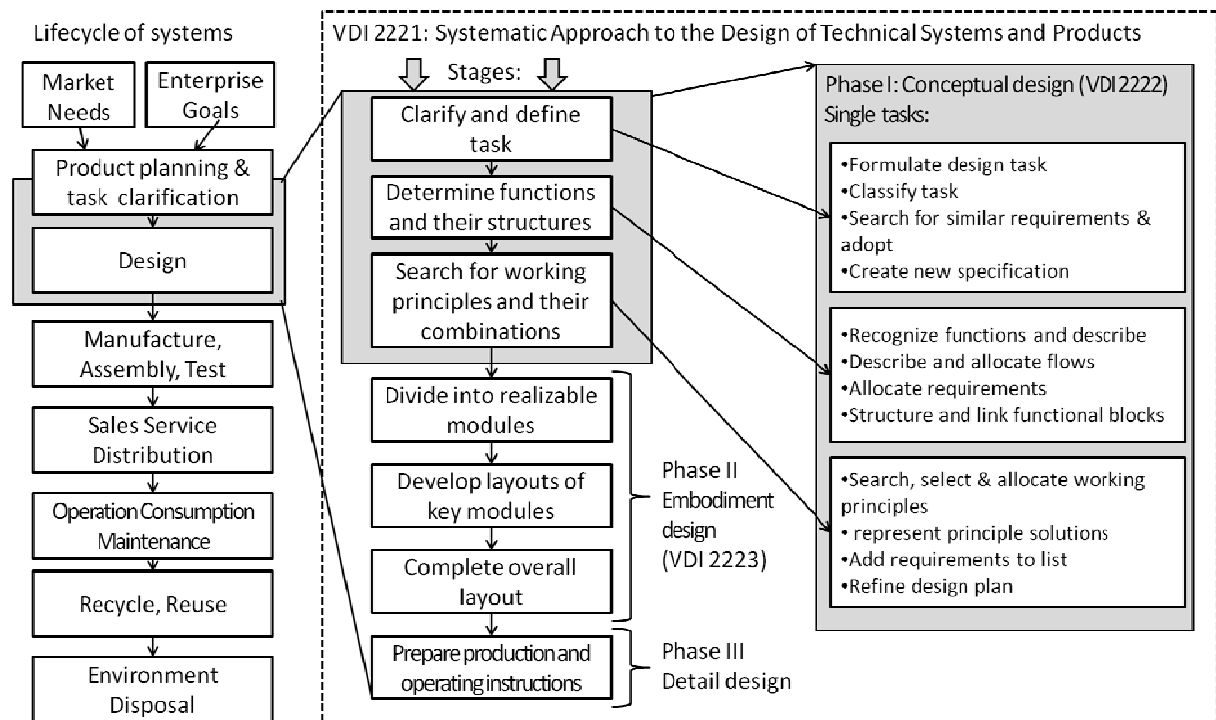 Lifecycle of systems
Market
Needs
Enterprise
Goals
Product planning &
task clarification
Design
Manufacture,
Assembly, Test
Sales Service
Distribution
Operation Consumption
Maintenance
Recycle, Reuse
Environment
Disposal
VDI 2221: Systematic Approach to the Design of Technical Systems and Products
Stages:
Clarify and define
task
Determine functions
and their structures
Search for working
principles and their
combinations
Divide into realizable
modules
Develop layouts of
key modules
Complete overall
layout
Prepare production and
operating instructions
Phase II
Embodiment
design
(VDI 2223)
Phase III
Detail design
Phase I: Conceptual design (VDI 2222)
Single tasks:
•Formulate design task
•Classify task
•Search for similar requirements &
adopt
•Create new specification
•Recognize functions and describe
•Describe and allocate flows
•Allocate requirements
•Structure and link functional blocks
•Search, select & allocate working
principles
• represent principle solutions
•Add requirements to list
•Refine design plan